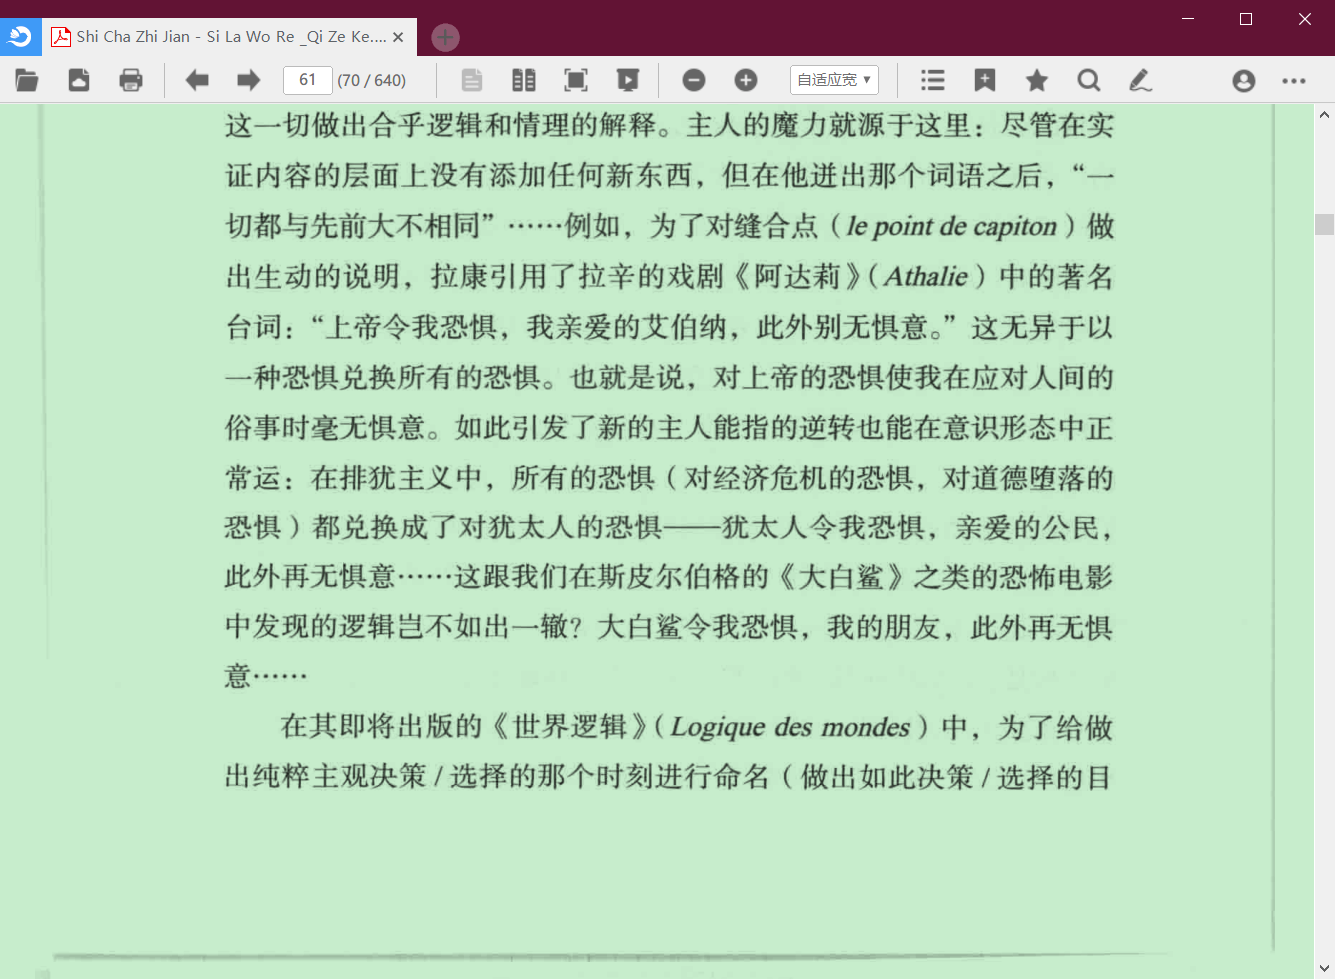 Shi Cha Zhi Jian - Si La Wo Re _Qi Ze Ke....
61 (70 / 640) 自适应宽
这一切做出合乎逻辑和情理的解释。主人的魔力就源于这里：尽管在实
证内容的层面上没有添加任何新东西，但在他迸出那个词语之后，“一
切都与先前大不相同”……例如，为了对缝合点（le point de capiton）做
出生动的说明，拉康引用了拉辛的戏剧《阿达莉》（Athalie）中的著名
台词：“上帝令我恐惧，我亲爱的艾伯纳，此外别无惧意。”这无异于以
一种恐惧兑换所有的恐惧。也就是说，对上帝的恐惧使我在应对人间的
俗事时毫无惧意。如此引发了新的主人能指的逆转也能在意识形态中正
常运：在排犹主义中，所有的恐惧（对经济危机的恐惧，对道德堕落的
恐惧）都兑换成了对犹太人的恐惧——犹太人令我恐惧，亲爱的公民，
此外再无惧意……这跟我们在斯皮尔伯格的《大白鲨》之类的恐怖电影
中发现的逻辑岂不如出一辙？大白鲨令我恐惧，我的朋友，此外再无惧
意……
在其即将出版的《世界逻辑》（Logique des mondes）中，为了给做
出纯粹主观决策 / 选择的那个时刻进行命名（做出如此决策 / 选择的目